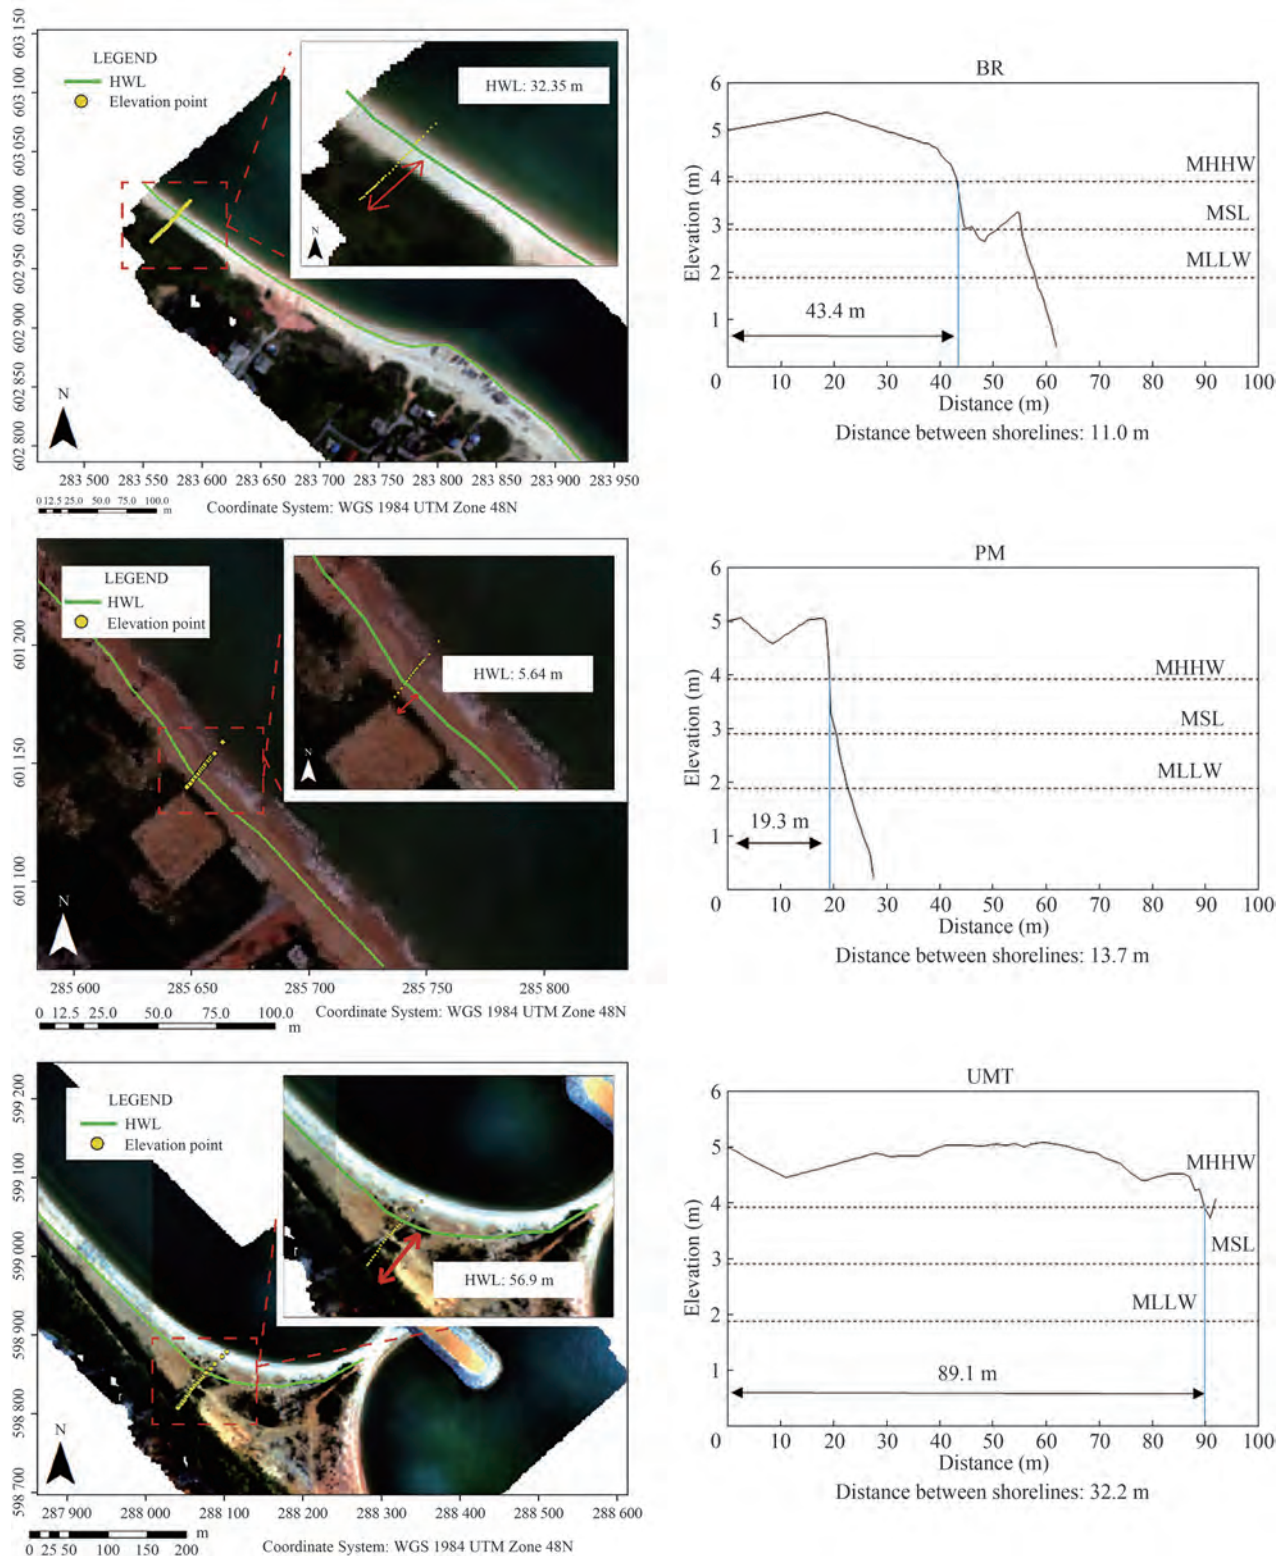 LEGEND
HWL
Elevation point
HWL: 32.35 m
N
N
603 150
603 100
603 050
603 000
602 950
602 900
602 850
602 800
283 500 283 550 283 600 283 650 283 700 283 750 283 800 283 850 283 900 283 950
0 12.5 25.0 50.0 75.0 100.0
m
Coordinate System: WGS 1984 UTM Zone 48N
BR
Elevation (m)
6
5
4
3
2
1
MHHW
MSL
MLLW
43.4 m
0 10 20 30 40 50 60 70 80 90 100
Distance (m)
Distance between shorelines: 11.0 m
LEGEND
HWL
Elevation point
HWL: 5.64 m
N
N
601 200
601 150
601 100
285 600 285 650 285 700 285 750 285 800
0 12.5 25.0 50.0 75.0 100.0
m
Coordinate System: WGS 1984 UTM Zone 48N
PM
Elevation (m)
6
5
4
3
2
1
MHHW
MSL
MLLW
19.3 m
0 10 20 30 40 50 60 70 80 90 100
Distance (m)
Distance between shorelines: 13.7 m
LEGEND
HWL
Elevation point
HWL: 56.9 m
N
N
599 200
599 100
599 000
598 900
598 800
598 700
287 900 288 000 288 100 288 200 288 300 288 400 288 500 288 600
0 25 50 100 150 200
m
Coordinate System: WGS 1984 UTM Zone 48N
UMT
Elevation (m)
6
5
4
3
2
1
MHHW
MSL
MLLW
89.1 m
0 10 20 30 40 50 60 70 80 90 100
Distance (m)
Distance between shorelines: 32.2 m